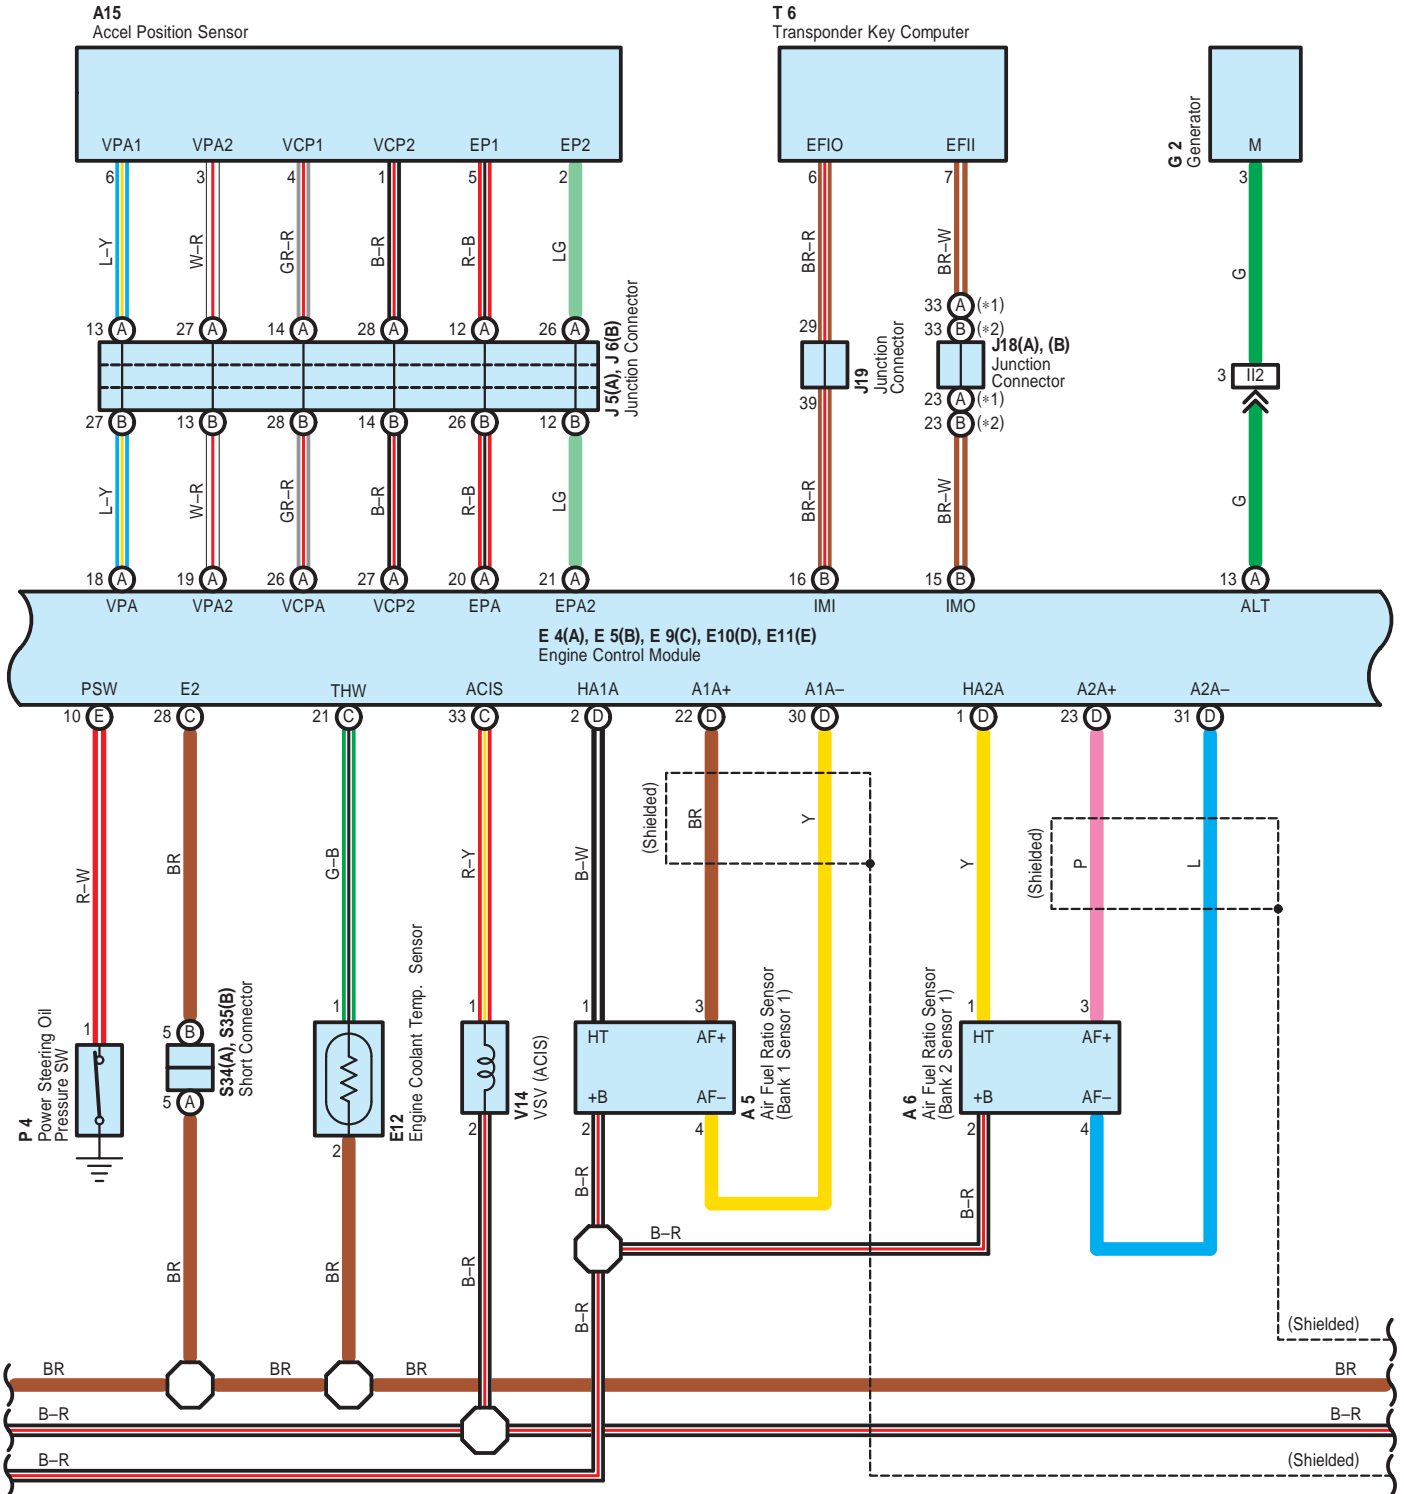 A15
Accel Position Sensor
T 6
Transponder Key Computer
G 2
Generator
VPA1 VPA2 VCP1 VCP2 EP1 EP2
EFIO EFII
M
6 3 4 1 5 2
6 7
3
L–Y W–R GR–R B–R R–B LG
BR–R BR–W
G
33 A (*1)
13 A 27 A 14 A 28 A 12 A 26 A
29
33 B (*2)
J 5(A), J 6(B)
Junction Connector
J19
Junction
Connector
J18(A), (B)
Junction
Connector
3 II2
39
23 A (*1)
27 B 13 B 28 B 14 B 26 B 12 B
23 B (*2)
L–Y W–R GR–R B–R R–B LG
BR–R BR–W
G
18 A 19 A 26 A 27 A 20 A 21 A
16 B 15 B
13 A
VPA VPA2 VCPA VCP2 EPA EPA2
IMI IMO
ALT
E 4(A), E 5(B), E 9(C), E10(D), E11(E)
Engine Control Module
PSW E2 THW ACIS HA1A A1A+ A1A– HA2A A2A+ A2A–
10 E 28 C 21 C 33 C 2 D 22 D 30 D 1 D 23 D 31 D
(Shielded)
(Shielded)
R–W BR G–B R–Y B–W BR Y Y P L
1
5 B
1
1
1
3
1
3
P 4
Power Steering Oil
Pressure SW
S34(A), S35(B)
Short Connector
E12
Engine Coolant Temp. Sensor
V14
VSV (ACIS)
HT AF+
+B AF–
A 5
Air Fuel Ratio Sensor
(Bank 1 Sensor 1)
A 6
Air Fuel Ratio Sensor
(Bank 2 Sensor 1)
HT AF+
+B AF–
5 A
2
2
2
4
2
4
B–R
B–R
B–R
BR BR B–R B–R
(Shielded)
BR BR BR BR
B–R B–R
B–R (Shielded)